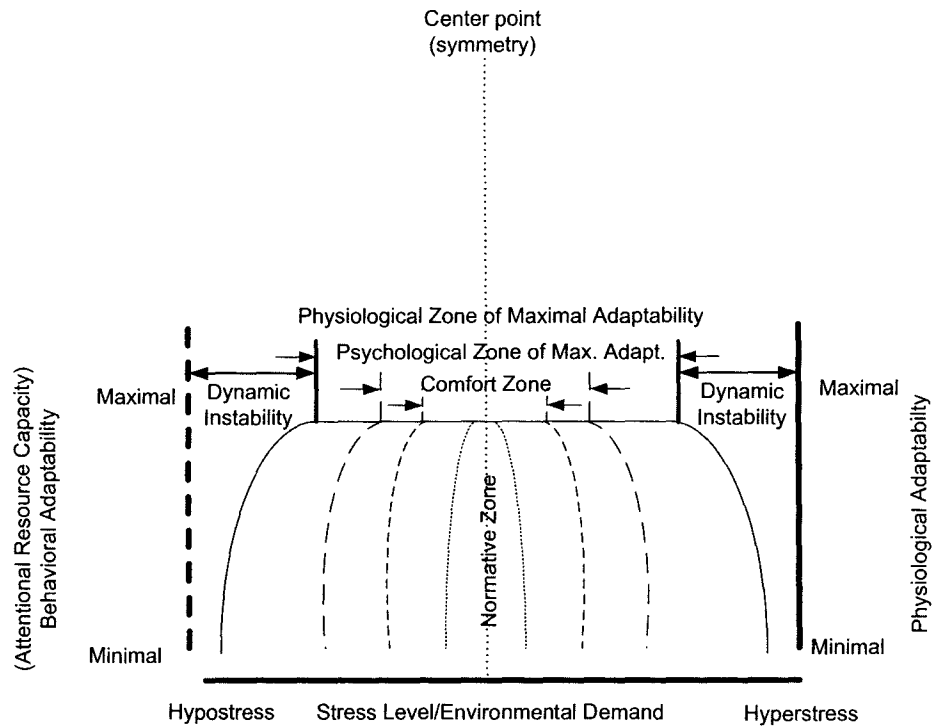 Center point
(symmetry)
Physiological Zone of Maximal Adaptability
Psychological Zone of Max. Adapt.
Comfort Zone
Maximal
Dynamic
Instability
Dynamic
Instability
Maximal
(Attentional Resource Capacity)
Behavioral Adaptability
Normative Zone
Physiological Adaptability
Minimal
Minimal
Hypostress
Stress Level/Environmental Demand
Hyperstress